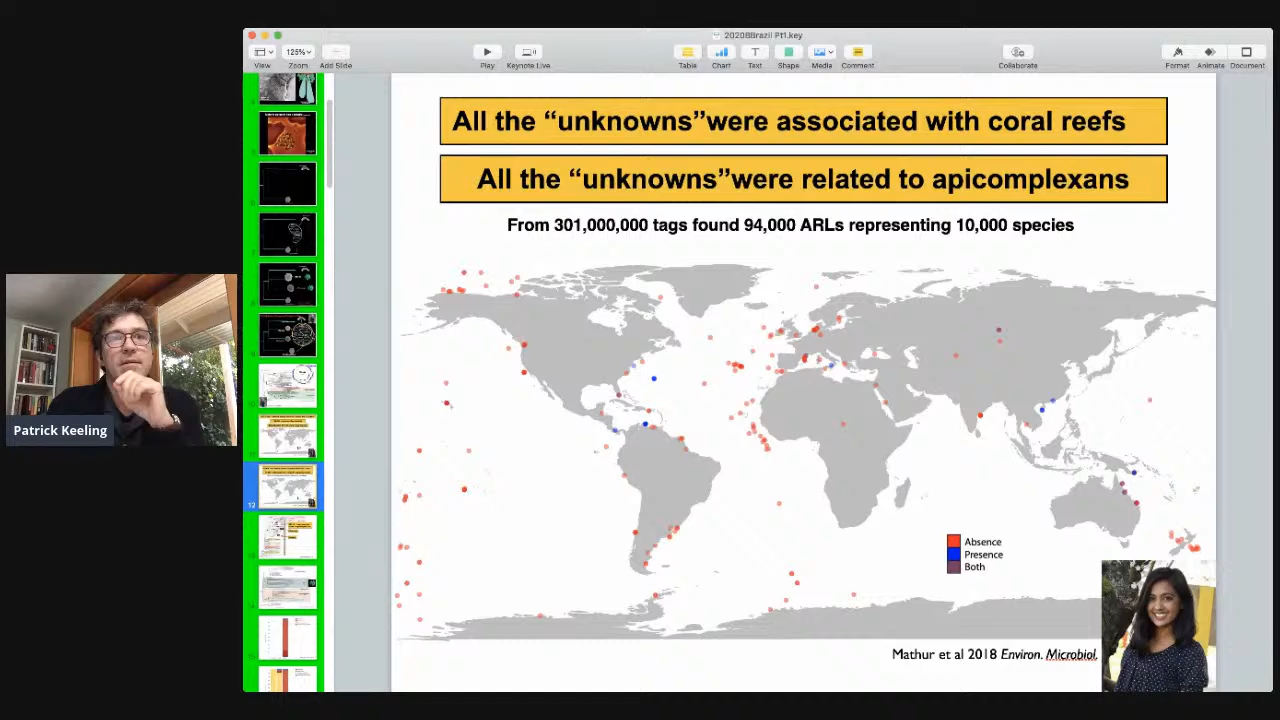 2020BBrazil Pt1.key
125%
View
Zoom
Add Slide
Play
Keynote Live
Table
Chart
Text
Shape
Media
Comment
Collaborate
Format
Animate
Document
All the “unknowns”were associated with coral reefs
All the “unknowns”were related to apicomplexans
From 301,000,000 tags found 94,000 ARLs representing 10,000 species
Patrick Keeling
12
Absence
Presence
Both
Mathur et al 2018 Environ. Microbiol.